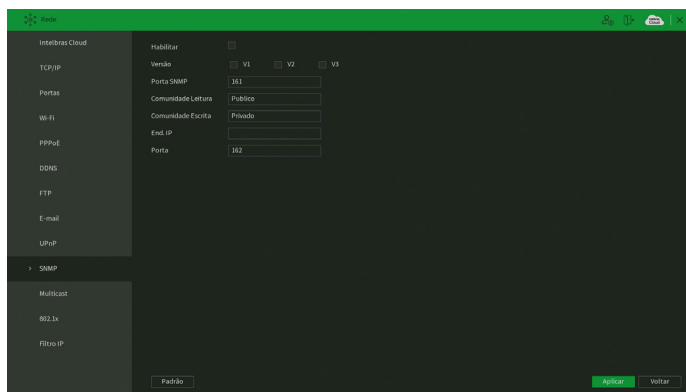 Rede
Intelbras Cloud
TCP/IP
Portas
Wi-Fi
PPPoE
DDNS
FTP
E-mail
UPnP
> SNMP
Multicast
802.1x
Filtro IP
Habilitar
Versão V1 V2 V3
Porta SNMP 161
Comunidade Leitura Publico
Comunidade Escrita Privado
End. IP
Porta 162
Padrão Aplicar Voltar